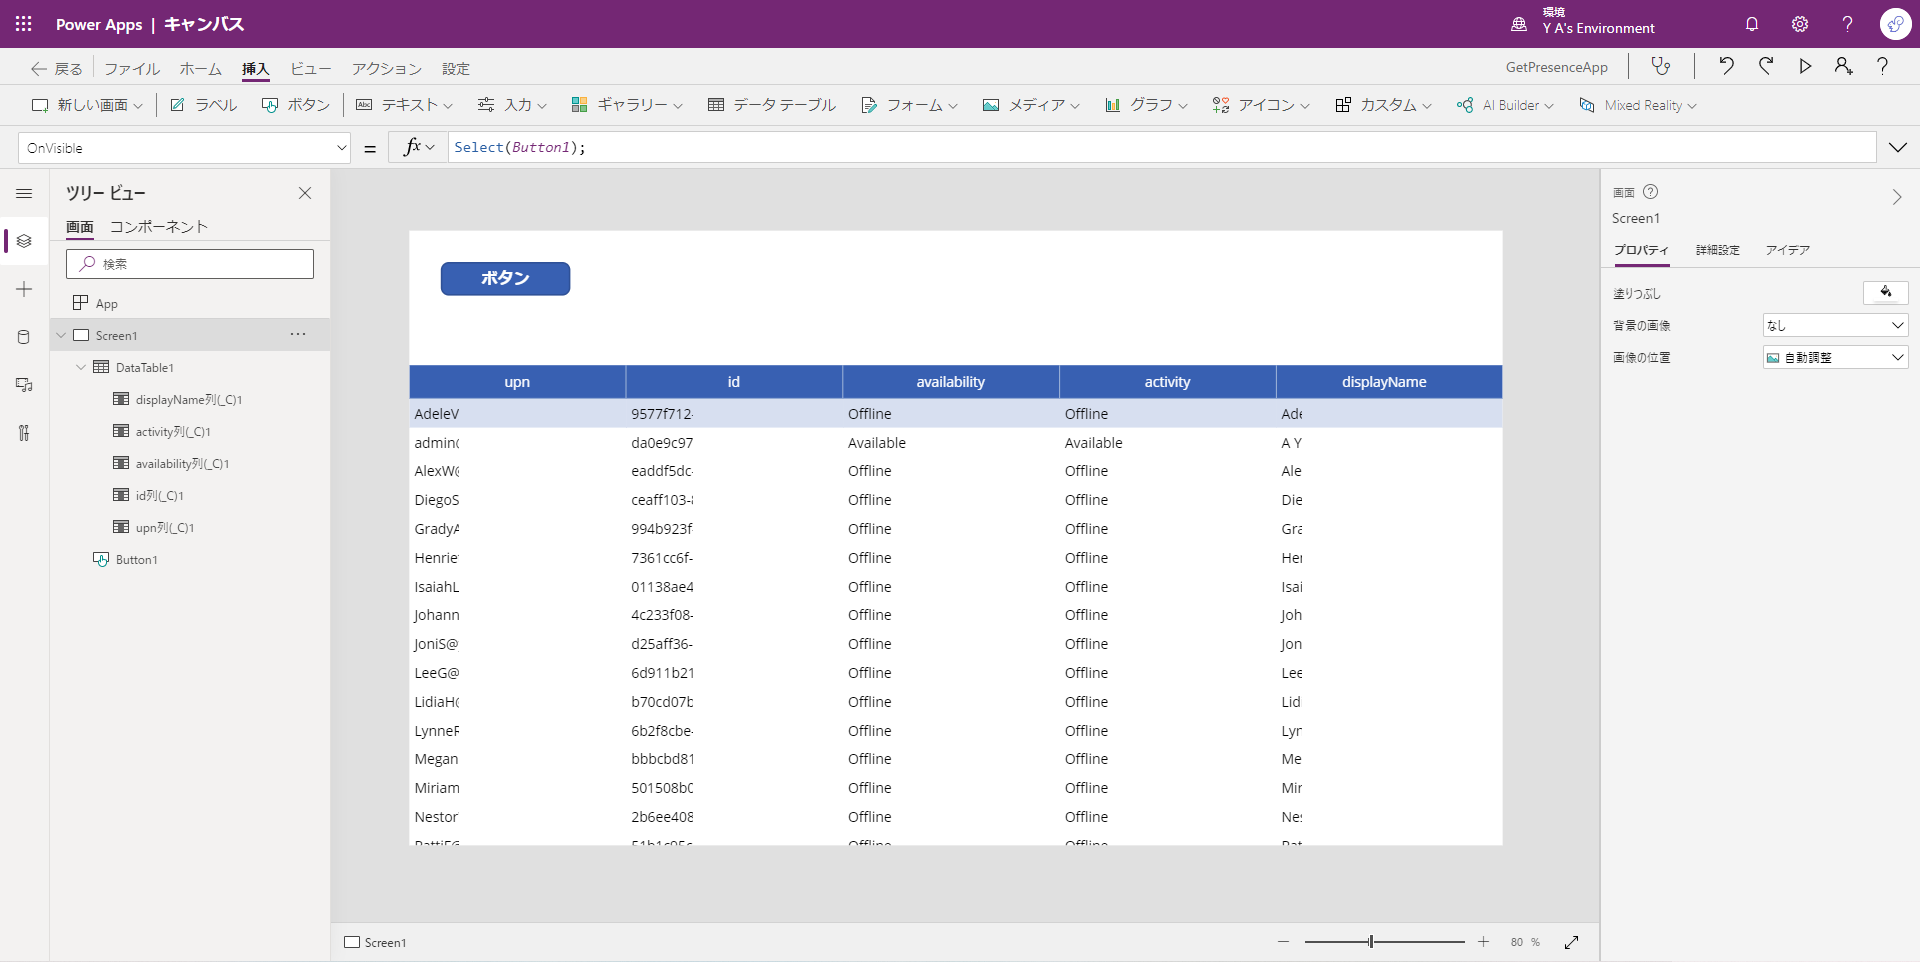 Power Apps | キャンバス
環境
Y A's Environment
戻る ファイル ホーム 挿入 ビュー アクション 設定
GetPresenceApp
新しい画面 ラベル ボタン Abc テキスト 入力 ギャラリー データ テーブル フォーム メディア グラフ アイコン カスタム AI Builder Mixed Reality
OnVisible = fx Select(Button1);
ツリー ビュー
画面 コンポーネント
検索
App
Screen1
DataTable1
displayName列(_C)1
activity列(_C)1
availability列(_C)1
id列(_C)1
upn列(_C)1
Button1
ボタン
upn id availability activity displayName
AdeleV 9577f712- Offline Offline Ade
admin@ da0e9c97 Available Available A Y
AlexW@ eaddf5dc- Offline Offline Ale
DiegoS ceaff103-8 Offline Offline Die
GradyA 994b923f Offline Offline Gra
Henrie 7361cc6f- Offline Offline Her
IsaiahL 01138ae4 Offline Offline Isai
Johann 4c233f08- Offline Offline Joh
JoniS@ d25aff36- Offline Offline Jon
LeeG@ 6d911b21 Offline Offline Lee
LidiaH@ b70cd07b Offline Offline Lid
LynneR 6b2f8cbe- Offline Offline Lyn
Megan bbbcbd81 Offline Offline Me
Miriam 501508b0 Offline Offline Mir
Nestor 2b6ee408 Offline Offline Nes
Offline Offline
Screen1
80 %
画面
Screen1
プロパティ 詳細設定 アイデア
塗りつぶし
背景の画像 なし
画像の位置 自動調整